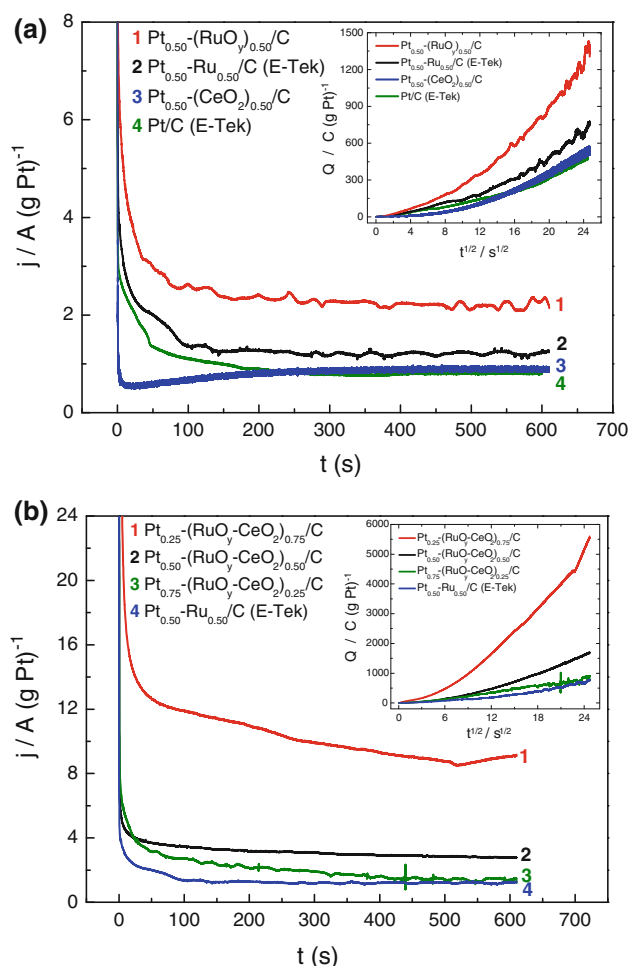 (a)
1 Pt0.50-(RuOy)0.50/C
2 Pt0.50-Ru0.50/C (E-Tek)
3 Pt0.50-(CeO2)0.50/C
4 Pt/C (E-Tek)
j / A (g Pt)-1
8
6
4
2
0
0 100 200 300 400 500 600 700
t (s)
1
2
3
4
Pt0.50-(RuOy)0.50/C
Pt0.50-Ru0.50/C (E-Tek)
Pt0.50-(CeO2)0.50/C
Pt/C (E-Tek)
Q / C (g Pt)-1
1500
1200
900
600
300
0
0 4 8 12 16 20 24
t1/2 / s1/2
(b)
1 Pt0.25-(RuOy-CeO2)0.75/C
2 Pt0.50-(RuOy-CeO2)0.50/C
3 Pt0.75-(RuOy-CeO2)0.25/C
4 Pt0.50-Ru0.50/C (E-Tek)
j / A (g Pt)-1
24
20
16
12
8
4
0
0 100 200 300 400 500 600 700
t (s)
1
2
3
4
Pt0.25-(RuOy-CeO2)0.75/C
Pt0.50-(RuOy-CeO2)0.50/C
Pt0.75-(RuOy-CeO2)0.25/C
Pt0.50-Ru0.50/C (E-Tek)
Q / C (g Pt)-1
6000
5000
4000
3000
2000
1000
0
0 6 12 18 24
t1/2 / s1/2